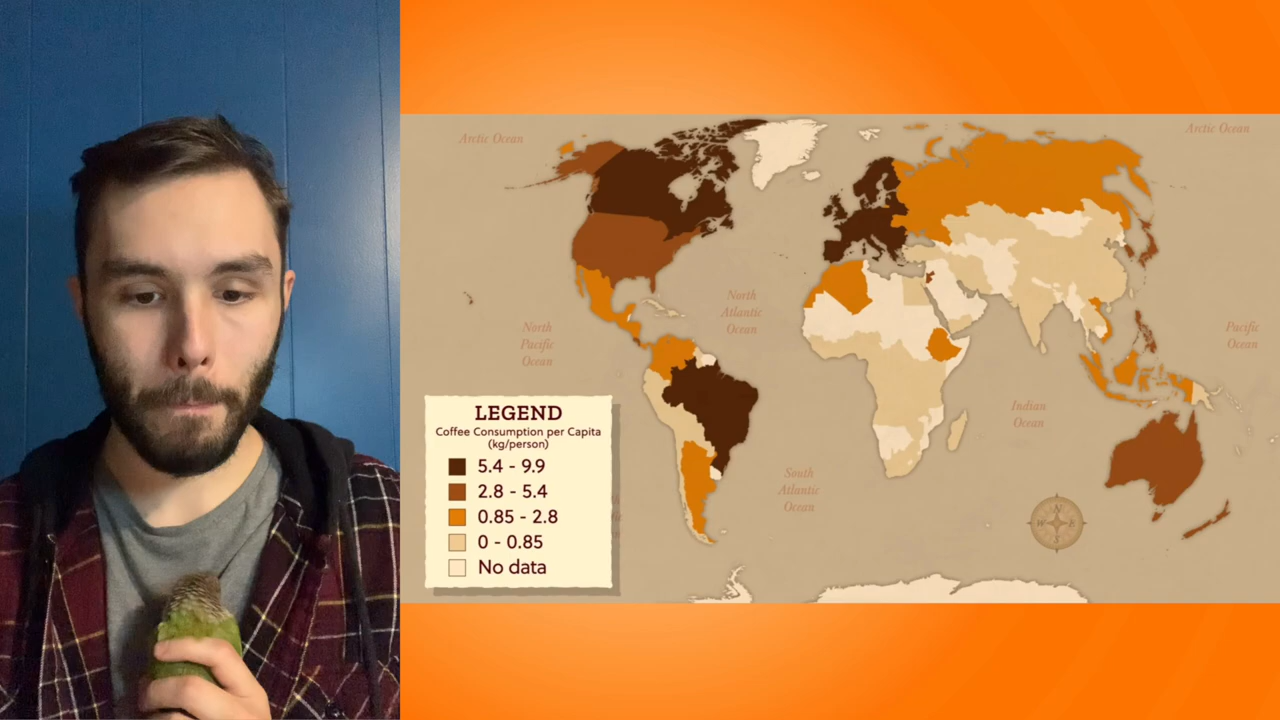 Arctic Ocean
Arctic Ocean
North
Atlantic
Ocean
North
Pacific
Ocean
Pacific
Ocean
Indian
Ocean
South
Atlantic
Ocean
LEGEND
Coffee Consumption per Capita
(kg/person)
5.4 - 9.9
2.8 - 5.4
0.85 - 2.8
0 - 0.85
No data
N
W E
S